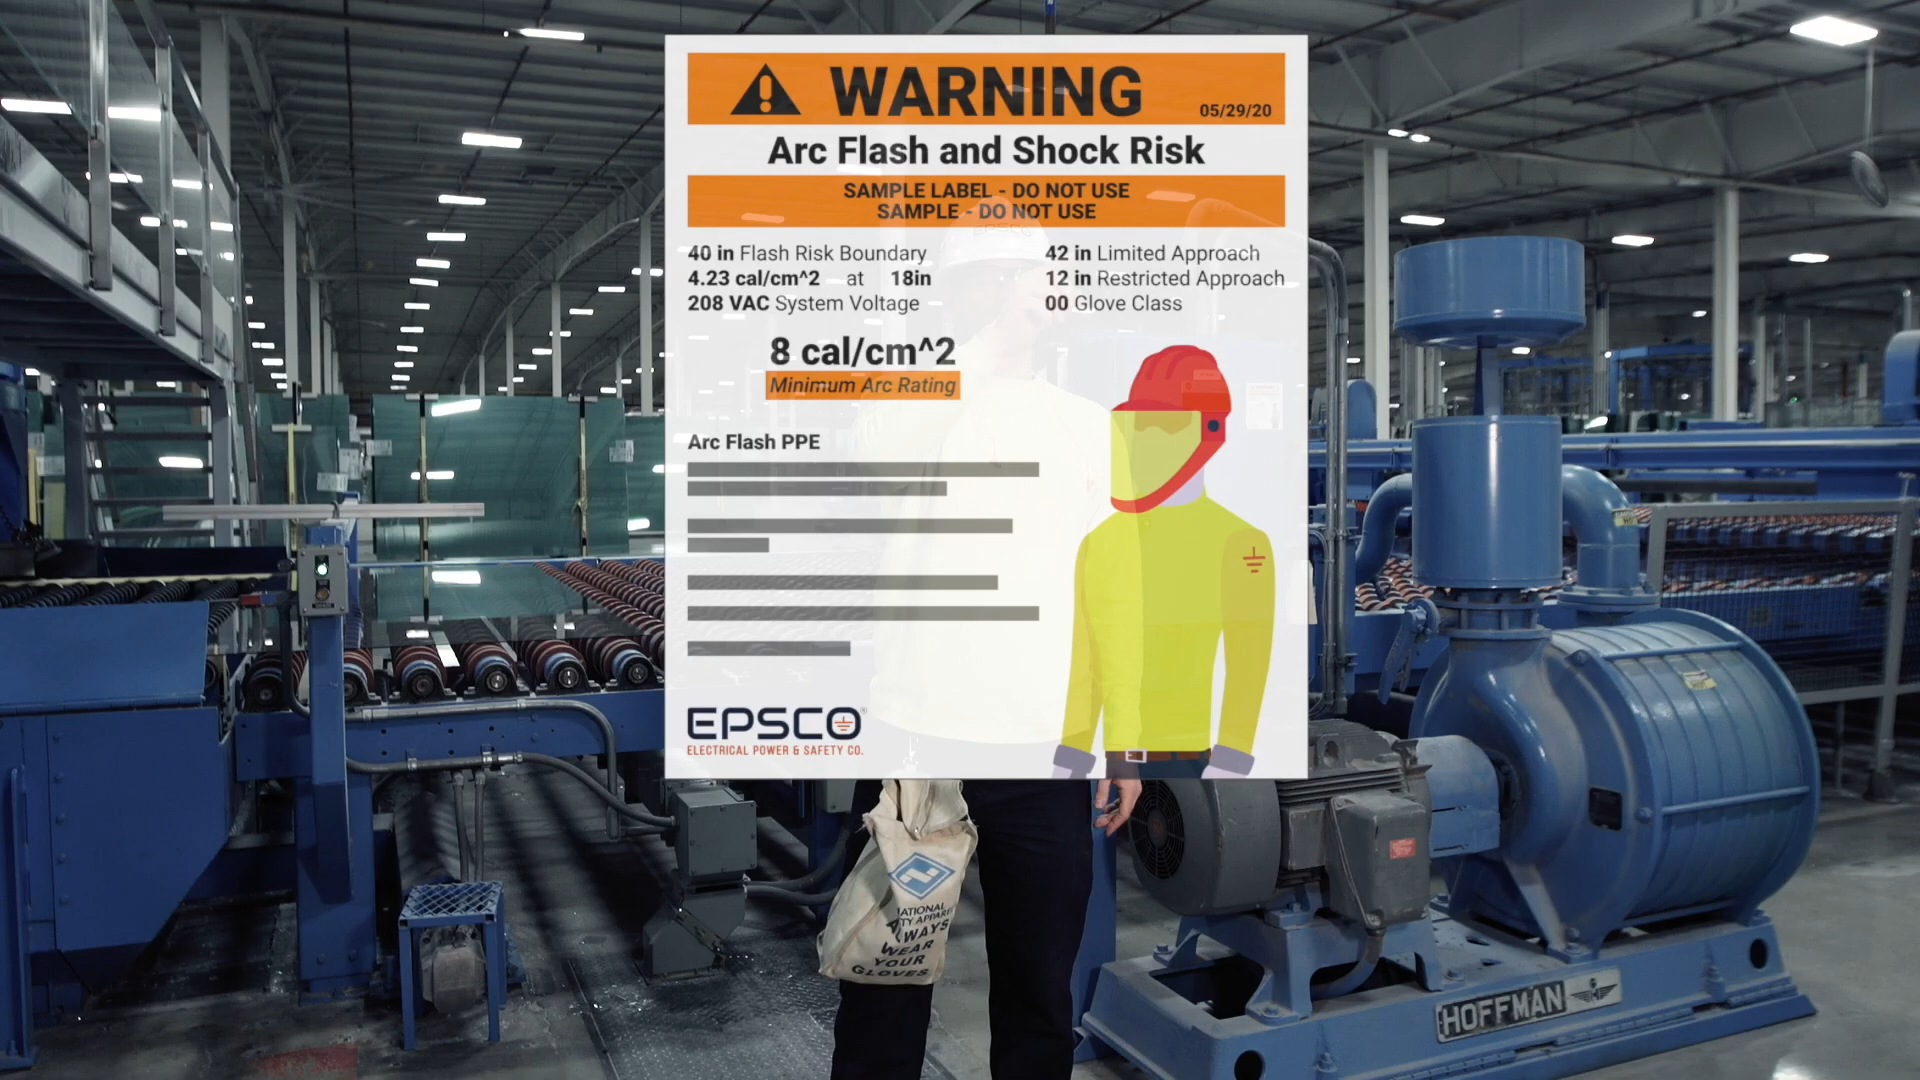 WARNING
05/29/20
Arc Flash and Shock Risk
SAMPLE LABEL - DO NOT USE
SAMPLE - DO NOT USE
40 in Flash Risk Boundary
4.23 cal/cm^2 at 18in
208 VAC System Voltage
42 in Limited Approach
12 in Restricted Approach
00 Glove Class
8 cal/cm^2
Minimum Arc Rating
Arc Flash PPE
EPSCO
ELECTRICAL POWER & SAFETY CO.
ALWAYS
WEAR
YOUR
GLOVES
HOFFMAN